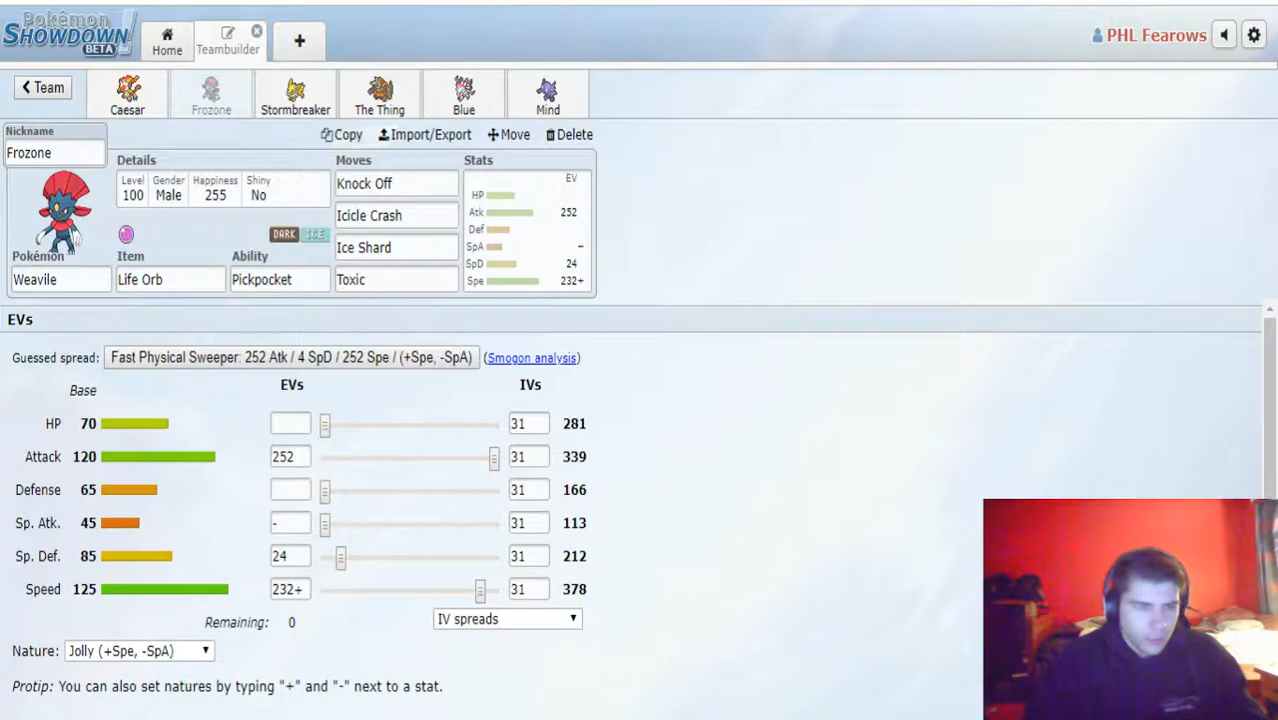 Pokémon
SHOWDOWN!
BETA
Home
Teambuilder
+
PHL Fearows
Team
Caesar
Frozone
Stormbreaker
The Thing
Blue
Mind
Nickname
Frozone
Copy Import/Export Move Delete
Details Moves Stats
Level Gender Happiness Shiny
100 Male 255 No
DARK ICE
Pokémon Item Ability
Weavile Life Orb Pickpocket
Knock Off
Icicle Crash
Ice Shard
Toxic
EV
HP
Atk 252
Def
SpA –
SpD 24
Spe 232+
EVs
Guessed spread: Fast Physical Sweeper: 252 Atk / 4 SpD / 252 Spe / (+Spe, -SpA) (Smogon analysis)
Base EVs IVs
HP 70 31 281
Attack 120 252 31 339
Defense 65 31 166
Sp. Atk. 45 - 31 113
Sp. Def. 85 24 31 212
Speed 125 232+ 31 378
Remaining: 0 IV spreads
Nature: Jolly (+Spe, -SpA)
Protip: You can also set natures by typing "+" and "-" next to a stat.